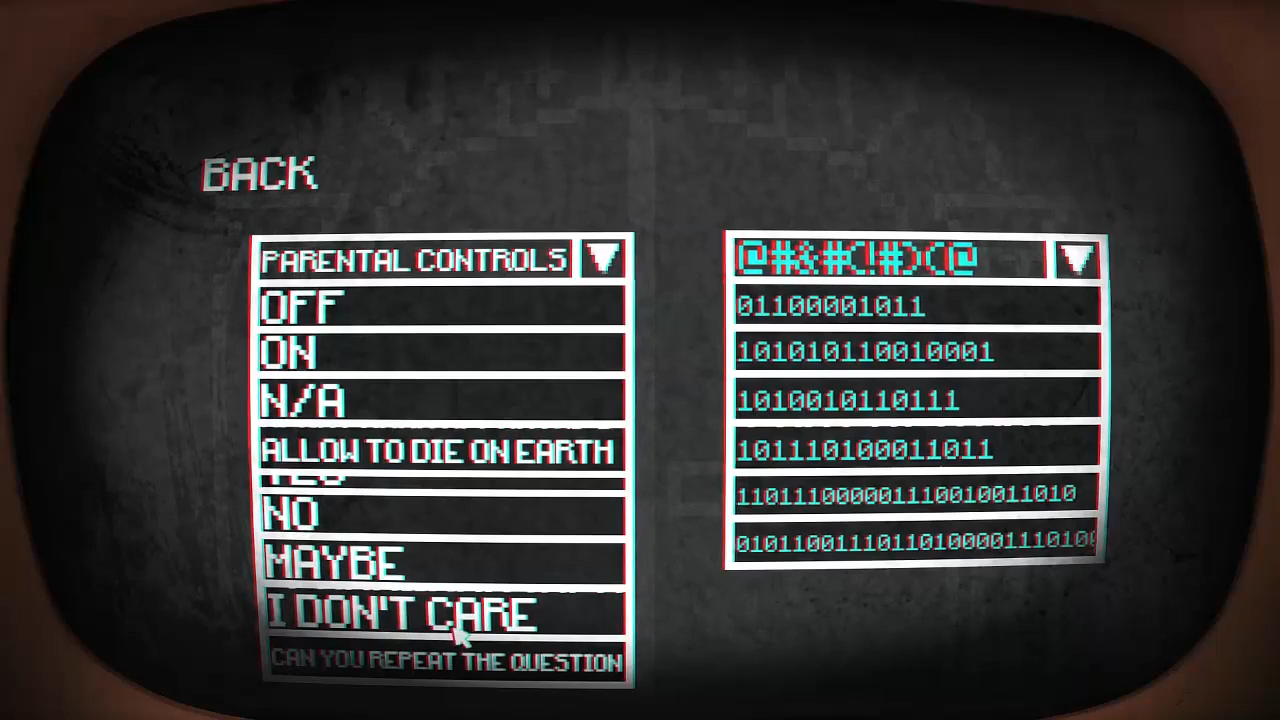 BACK
PARENTAL CONTROLS
OFF
ON
N/A
ALLOW TO DIE ON EARTH
YES
NO
MAYBE
I DON'T CARE
CAN YOU REPEAT THE QUESTION
@#&#(!#)(@
01100001011
101010110010001
1010010110111
101110100011011
1101110000011100100110​10